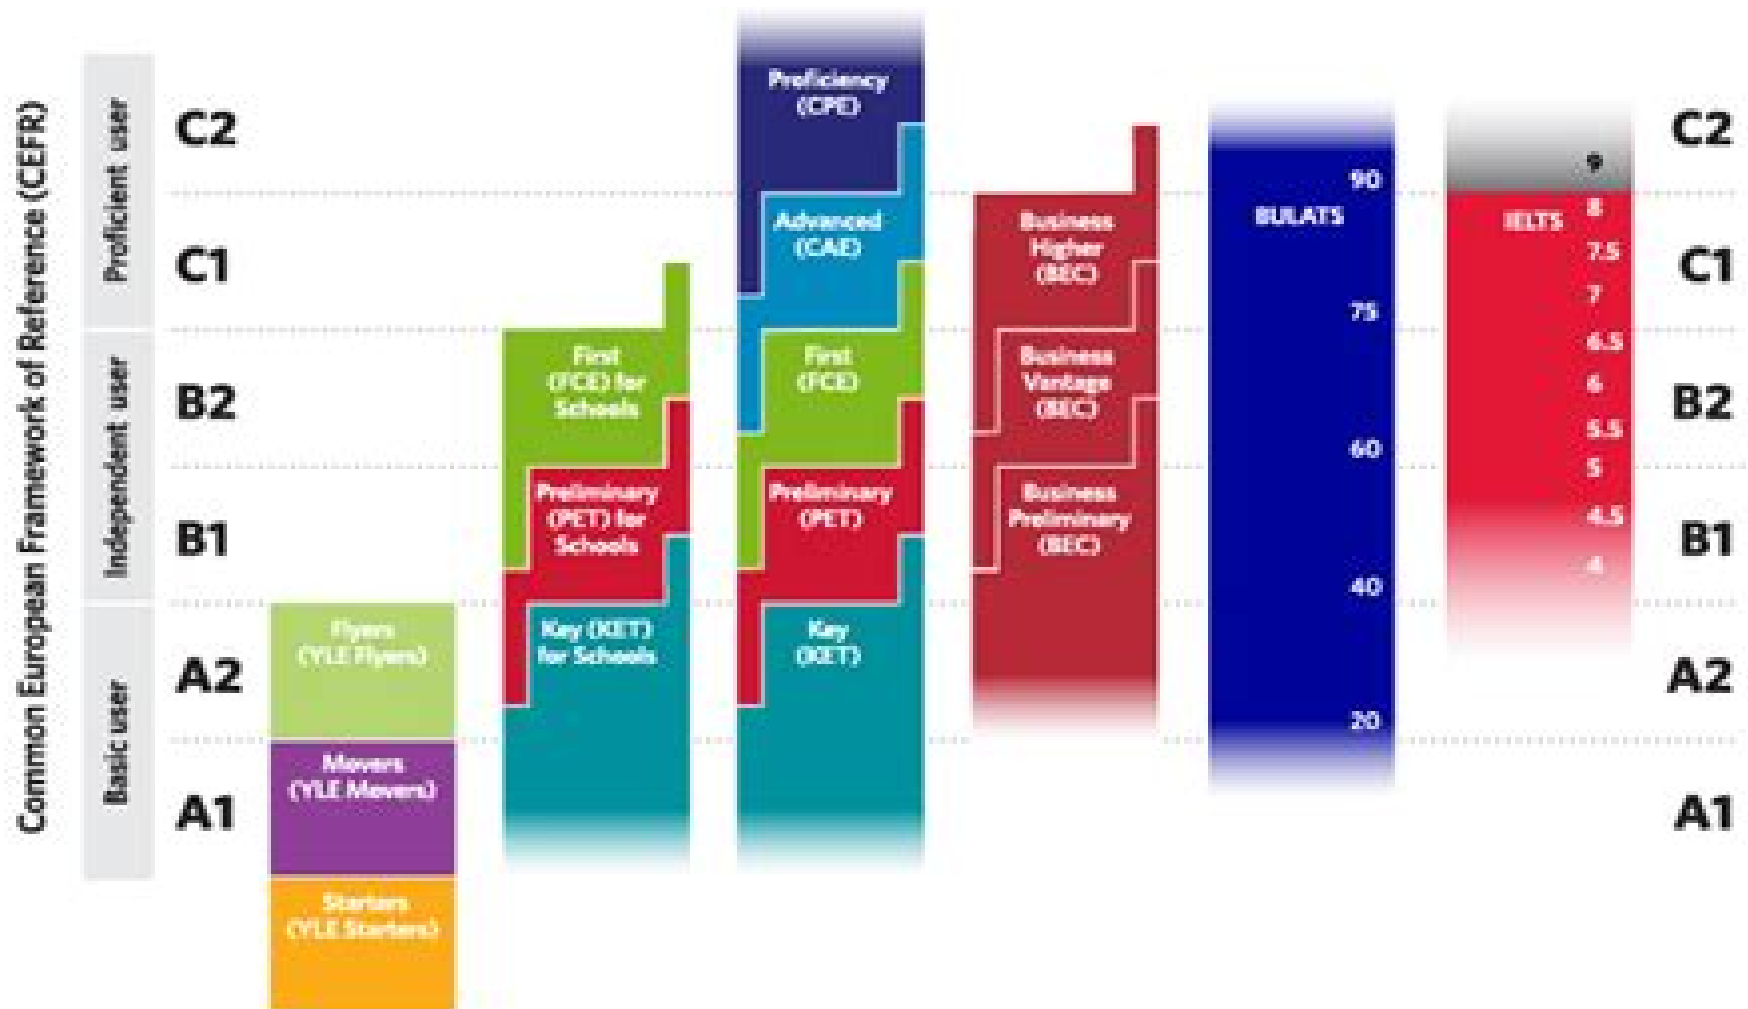 Common European Framework of Reference (CEFR)
Proficient user
Independent user
Basic user
C2
C1
B2
B1
A2
A1
Flyers
(YLE Flyers)
Movers
(YLE Movers)
Starters
(YLE Starters)
First
(FCE) for
Schools
Preliminary
(PET) for
Schools
Key (KET)
for Schools
Proficiency
(CPE)
Advanced
(CAE)
First
(FCE)
Preliminary
(PET)
Key
(KET)
Business
Higher
(BEC)
Business
Vantage
(BEC)
Business
Preliminary
(BEC)
BULATS
90
75
60
40
20
IELTS
9
8
7.5
7
6.5
6
5.5
5
4.5
4
C2
C1
B2
B1
A2
A1